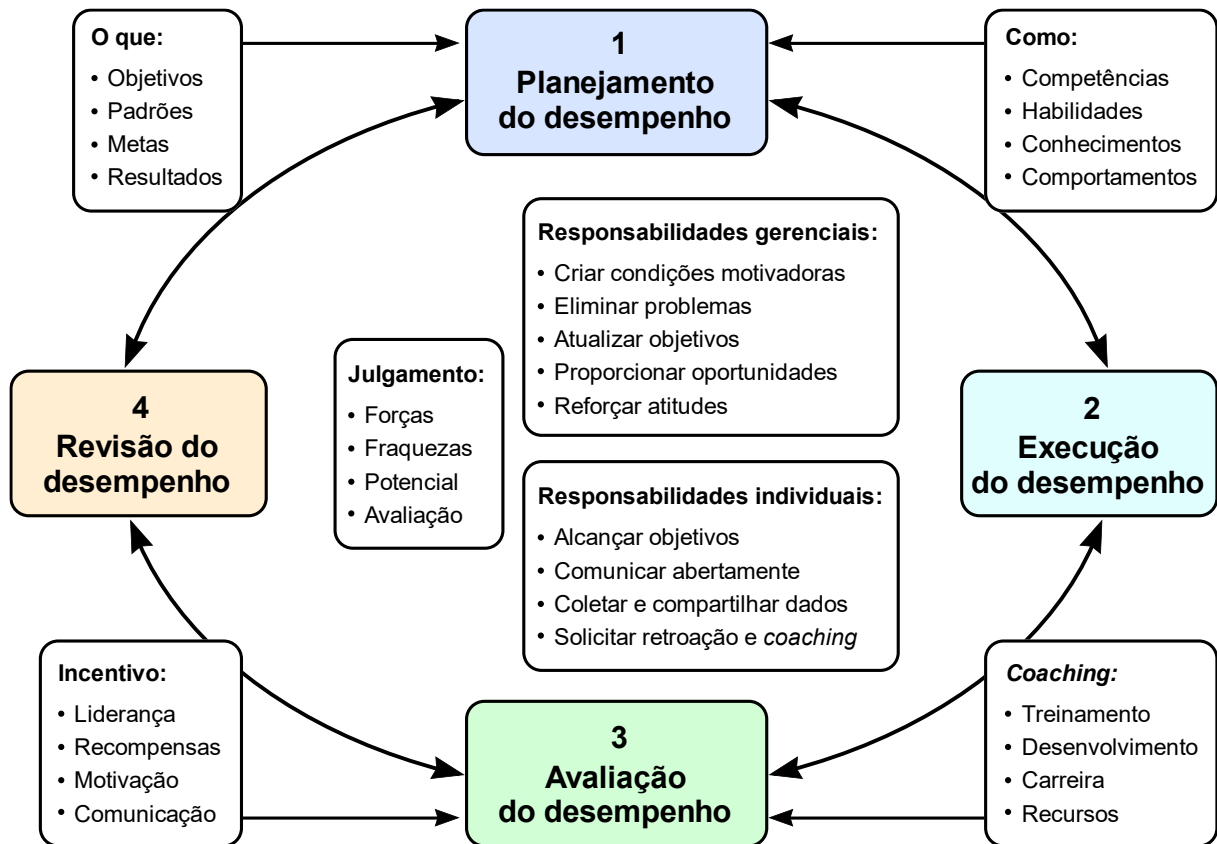 O que:
• Objetivos
• Padrões
• Metas
• Resultados
1
Planejamento
do desempenho
Como:
• Competências
• Habilidades
• Conhecimentos
• Comportamentos
Responsabilidades gerenciais:
• Criar condições motivadoras
• Eliminar problemas
• Atualizar objetivos
• Proporcionar oportunidades
• Reforçar atitudes
Julgamento:
• Forças
• Fraquezas
• Potencial
• Avaliação
4
Revisão do
desempenho
2
Execução
do desempenho
Responsabilidades individuais:
• Alcançar objetivos
• Comunicar abertamente
• Coletar e compartilhar dados
• Solicitar retroação e coaching
Incentivo:
• Liderança
• Recompensas
• Motivação
• Comunicação
3
Avaliação
do desempenho
Coaching:
• Treinamento
• Desenvolvimento
• Carreira
• Recursos